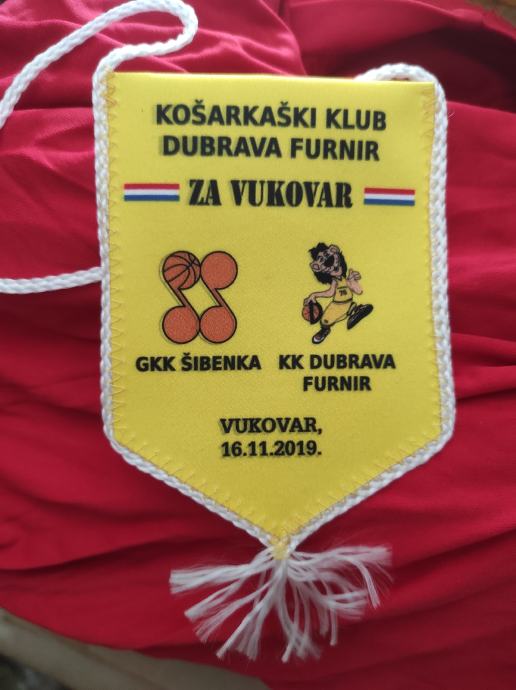 KOŠARKAŠKI KLUB
DUBRAVA FURNIR
ZA VUKOVAR
GKK ŠIBENKA
KK DUBRAVA
FURNIR
VUKOVAR,
16.11.2019.